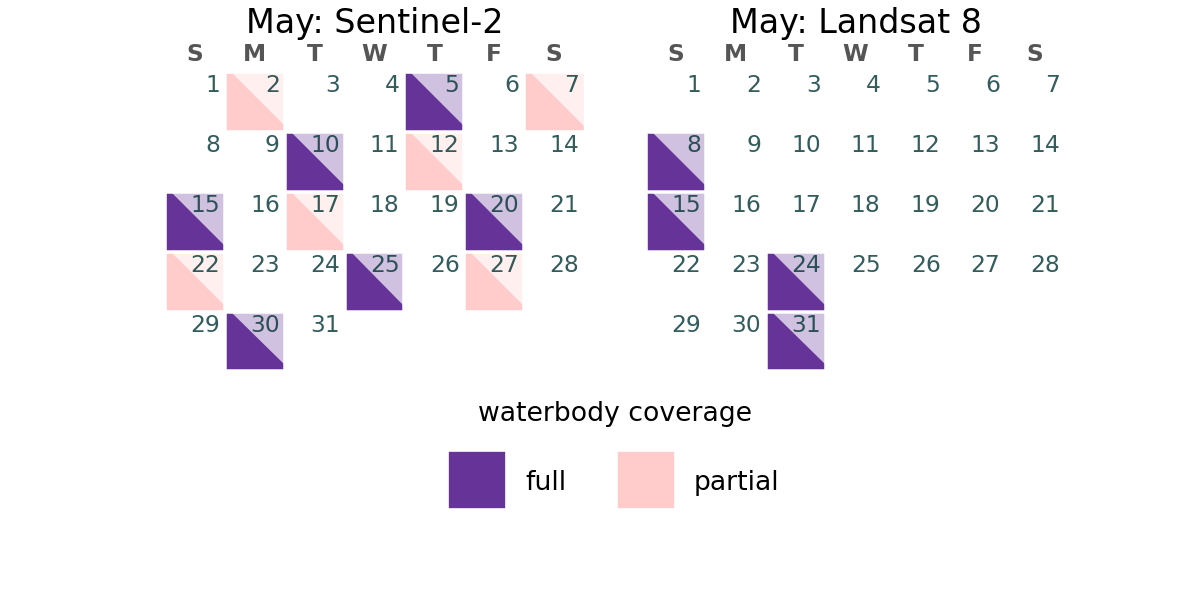 May: Sentinel-2
S M T W T F S
1 2 3 4 5 6 7
8 9 10 11 12 13 14
15 16 17 18 19 20 21
22 23 24 25 26 27 28
29 30 31
May: Landsat 8
S M T W T F S
1 2 3 4 5 6 7
8 9 10 11 12 13 14
15 16 17 18 19 20 21
22 23 24 25 26 27 28
29 30 31
waterbody coverage
full partial